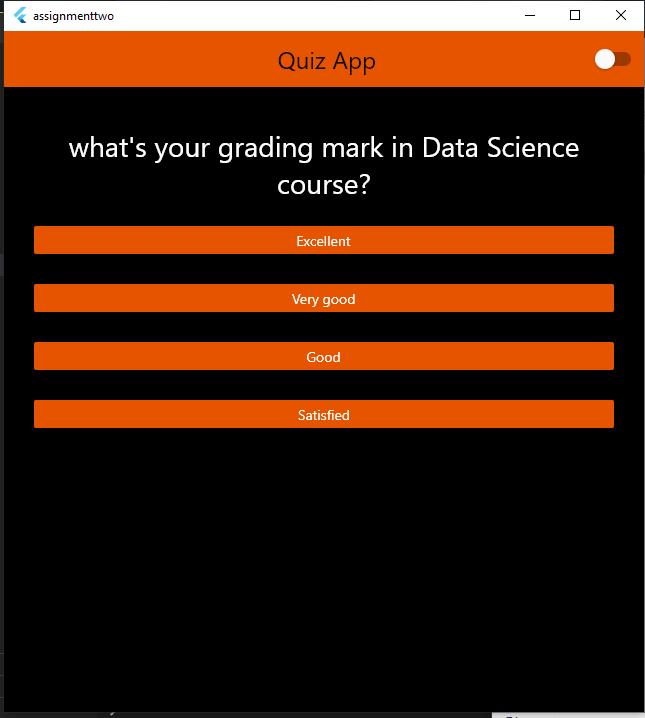 assignmenttwo
Quiz App
what's your grading mark in Data Science
course?
Excellent
Very good
Good
Satisfied